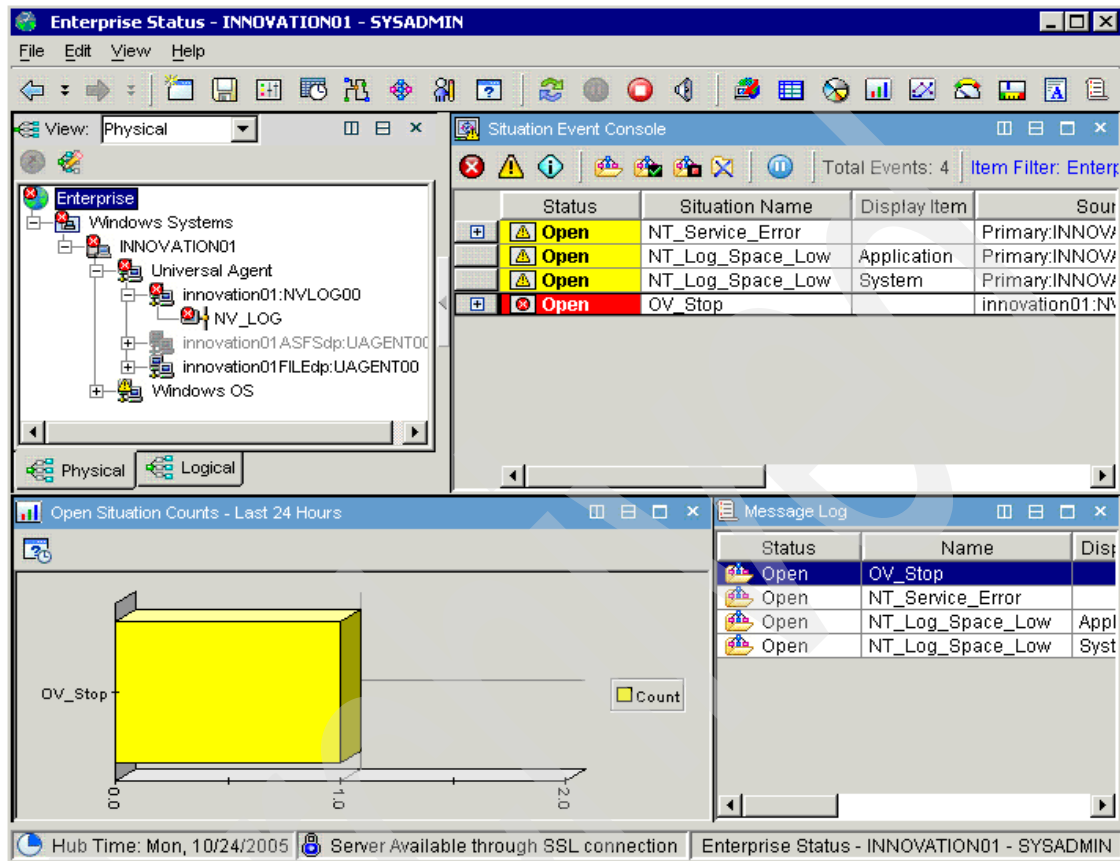 Enterprise Status - INNOVATION01 - SYSADMIN
File Edit View Help
View: Physical
Enterprise
Windows Systems
INNOVATION01
Universal Agent
innovation01:NVLOG00
NV_LOG
innovation01ASFSdp:UAGENT00
innovation01FILEdp:UAGENT00
Windows OS
Physical Logical
Situation Event Console
Total Events: 4 Item Filter: Enterp
Status Situation Name Display Item Sour
Open NT_Service_Error Primary:INNOVA
Open NT_Log_Space_Low Application Primary:INNOVA
Open NT_Log_Space_Low System Primary:INNOVA
Open OV_Stop innovation01:NV
Open Situation Counts - Last 24 Hours
OV_Stop
Count
0.0 1.0 2.0
Message Log
Status Name Disp
Open OV_Stop
Open NT_Service_Error
Open NT_Log_Space_Low Appl
Open NT_Log_Space_Low Syst
Hub Time: Mon, 10/24/2005 Server Available through SSL connection Enterprise Status - INNOVATION01 - SYSADMIN